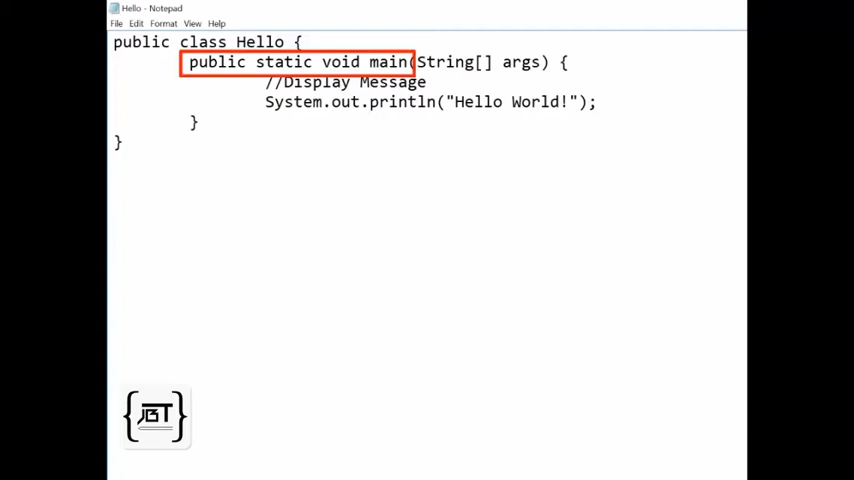 Hello - Notepad
File Edit Format View Help
public class Hello {
public static void main(String[] args) {
//Display Message
System.out.println("Hello World!");
}
}